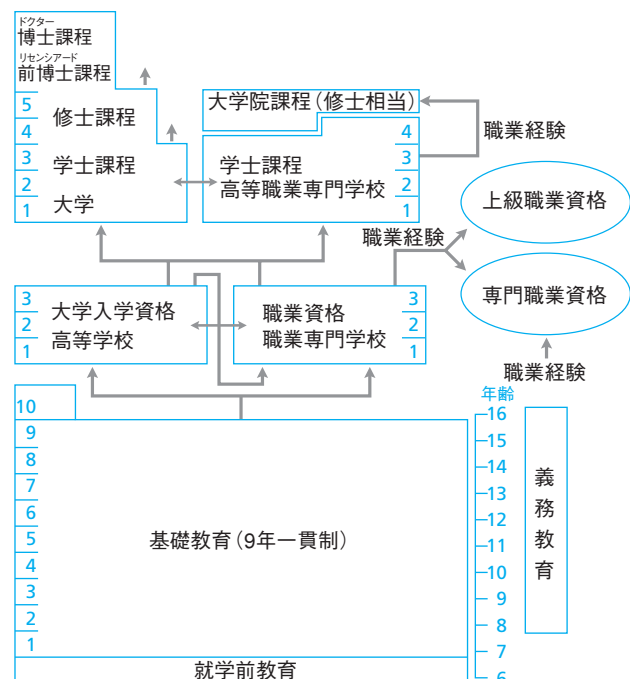 ドクター
博士課程
リセンシアード
前博士課程
5
4
3
2
1
修士課程
学士課程
大学
大学院課程（修士相当）
職業経験
学士課程
高等職業専門学校
4
3
2
1
上級職業資格
職業経験
専門職業資格
3
2
1
大学入学資格
高等学校
職業資格
職業専門学校
3
2
1
職業経験
年齢
10
9
8
7
6
5
4
3
2
1
基礎教育（9年一貫制）
16
15
14
13
12
11
10
9
8
7
6
義務教育
就学前教育